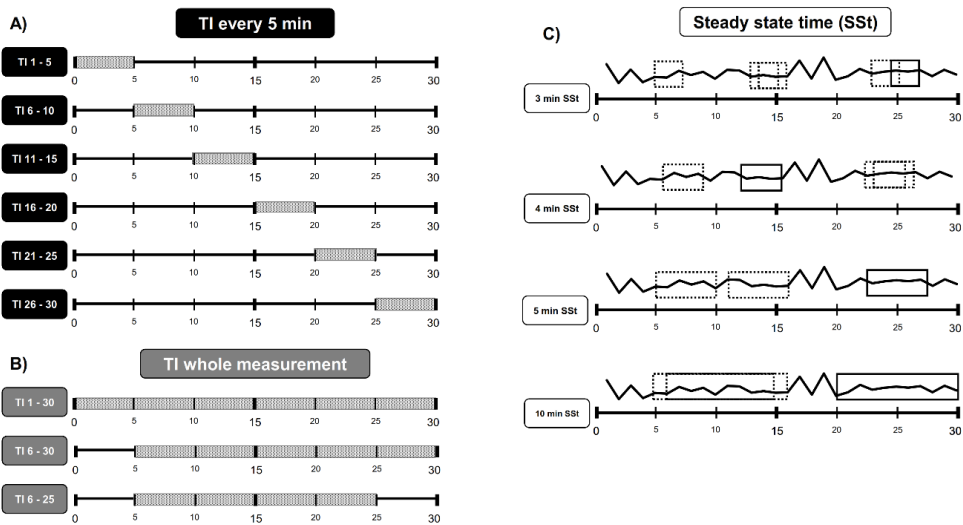 A)
TI every 5 min
TI 1 - 5
0 5 10 15 20 25 30
TI 6 - 10
0 5 10 15 20 25 30
TI 11 - 15
0 5 10 15 20 25 30
TI 16 - 20
0 5 10 15 20 25 30
TI 21 - 25
0 5 10 15 20 25 30
TI 26 - 30
0 5 10 15 20 25 30
B)
TI whole measurement
TI 1 - 30
0 5 10 15 20 25 30
TI 6 - 30
0 5 10 15 20 25 30
TI 6 - 25
0 5 10 15 20 25 30
C)
Steady state time (SSt)
3 min SSt
0 5 15 20 25 30
4 min SSt
0 5 10 15 20 25 30
5 min SSt
0 5 10 15 20 25 30
10 min SSt
0 5 10 15 20 25 30